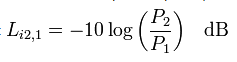 L_{i2,1} = -10 log (P_2 / P_1) dB